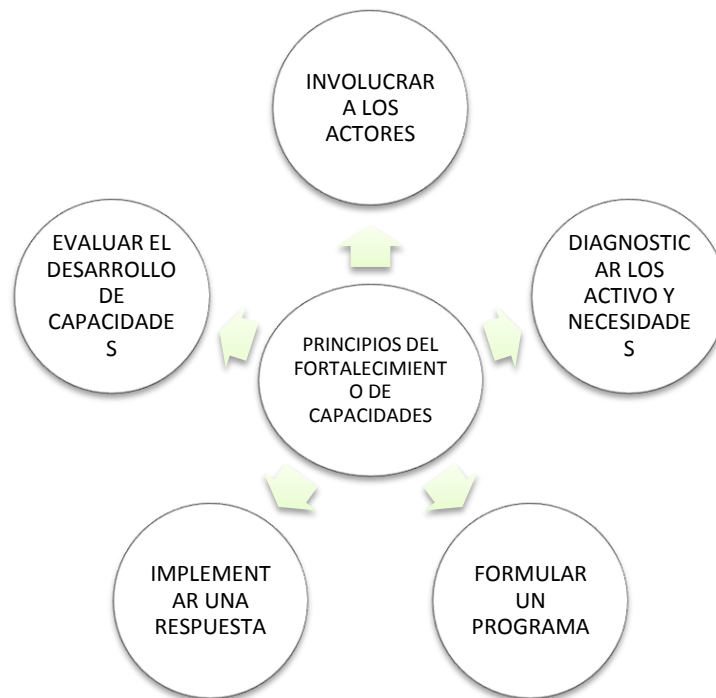 INVOLUCRAR
A LOS
ACTORES
EVALUAR EL
DESARROLLO
DE
CAPACIDADE
S
DIAGNOSTIC
AR LOS
ACTIVO Y
NECESIDADE
S
PRINCIPIOS DEL
FORTALECIMIENT
O DE
CAPACIDADES
IMPLEMENT
AR UNA
RESPUESTA
FORMULAR
UN
PROGRAMA